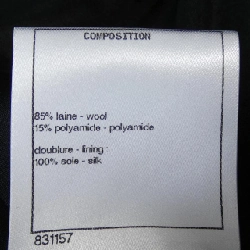 COMPOSITION
85% laine - wool
15% polyamide - polyamide
doublure - lining :
100% soie - silk
831157